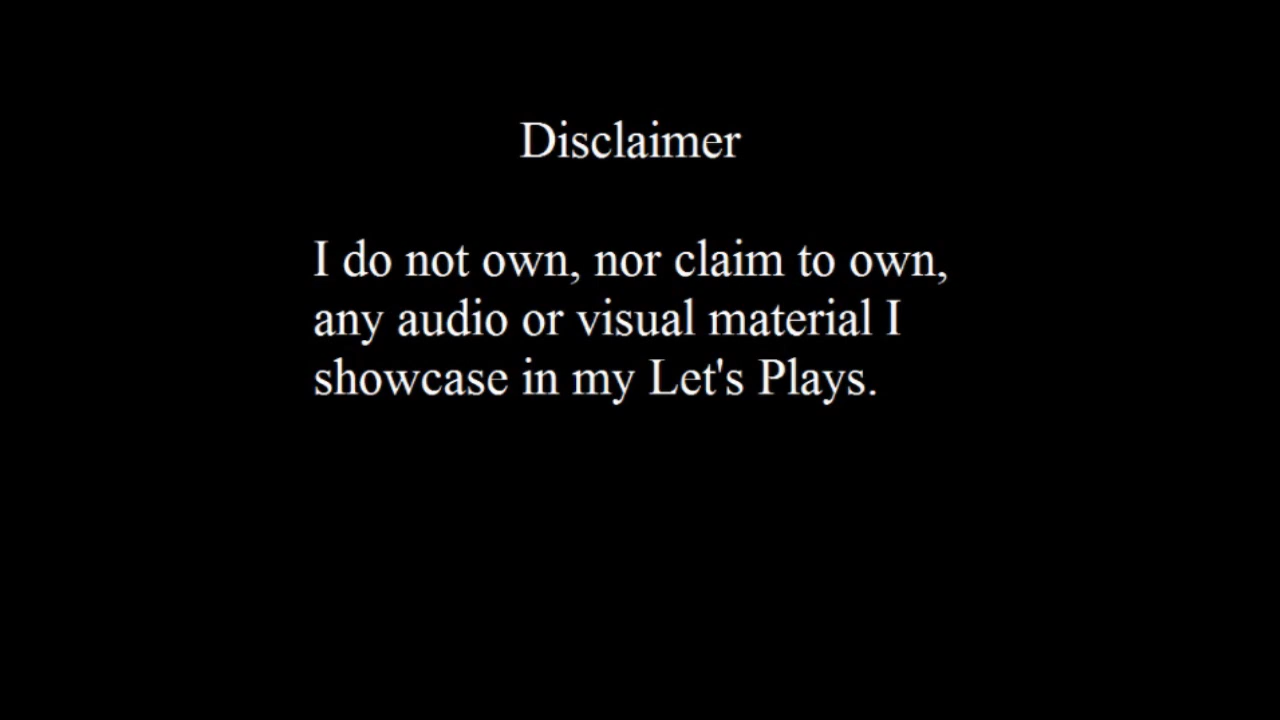 Disclaimer
I do not own, nor claim to own,
any audio or visual material I
showcase in my Let's Plays.